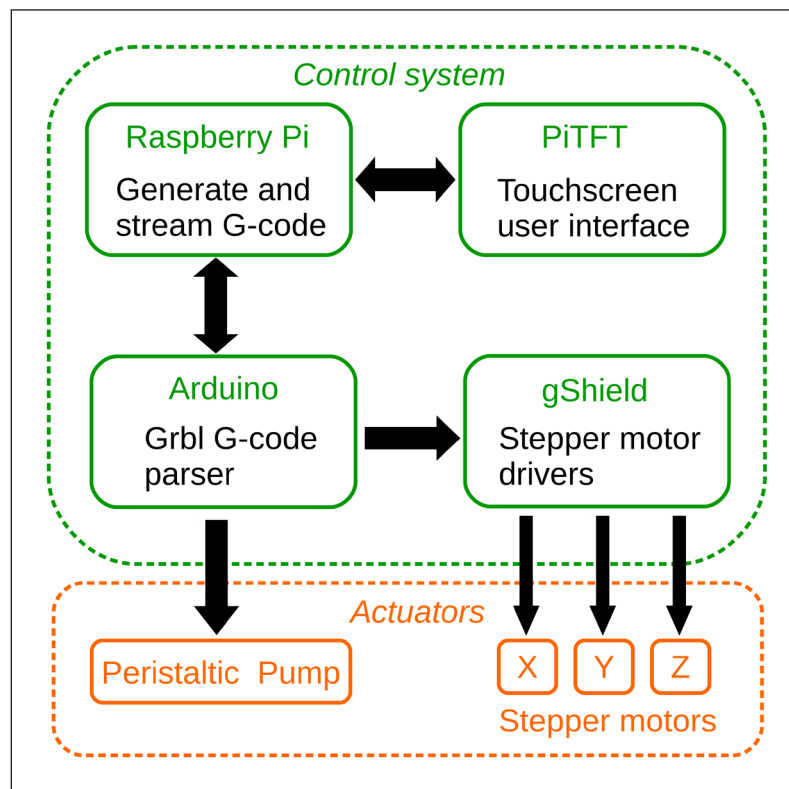 Control system
Raspberry Pi
Generate and
stream G-code
PiTFT
Touchscreen
user interface
Arduino
Grbl G-code
parser
gShield
Stepper motor
drivers
Actuators
Peristaltic Pump
X
Y
Z
Stepper motors